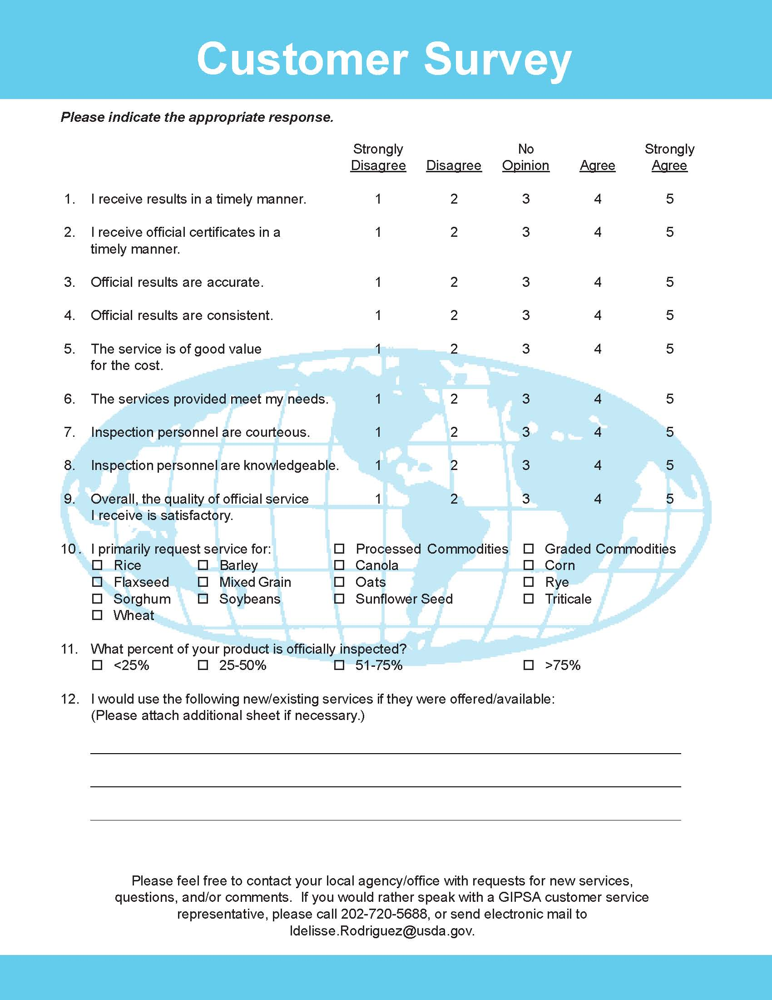 Customer Survey
Please indicate the appropriate response.
Strongly No Strongly
Disagree Disagree Opinion Agree Agree
1. I receive results in a timely manner. 1 2 3 4 5
2. I receive official certificates in a 1 2 3 4 5
timely manner.
3. Official results are accurate. 1 2 3 4 5
4. Official results are consistent. 1 2 3 4 5
5. The service is of good value 1 2 3 4 5
for the cost.
6. The services provided meet my needs. 1 2 3 4 5
7. Inspection personnel are courteous. 1 2 3 4 5
8. Inspection personnel are knowledgeable. 1 2 3 4 5
9. Overall, the quality of official service 1 2 3 4 5
I receive is satisfactory.
10. I primarily request service for: ☐ Processed Commodities ☐ Graded Commodities
☐ Rice ☐ Barley ☐ Canola ☐ Corn
☐ Flaxseed ☐ Mixed Grain ☐ Oats ☐ Rye
☐ Sorghum ☐ Soybeans ☐ Sunflower Seed ☐ Triticale
☐ Wheat
11. What percent of your product is officially inspected?
☐ <25% ☐ 25-50% ☐ 51-75% ☐ >75%
12. I would use the following new/existing services if they were offered/available:
(Please attach additional sheet if necessary.)
Please feel free to contact your local agency/office with requests for new services,
questions, and/or comments. If you would rather speak with a GIPSA customer service
representative, please call 202-720-5688, or send electronic mail to
Idelisse.Rodriguez@usda.gov.